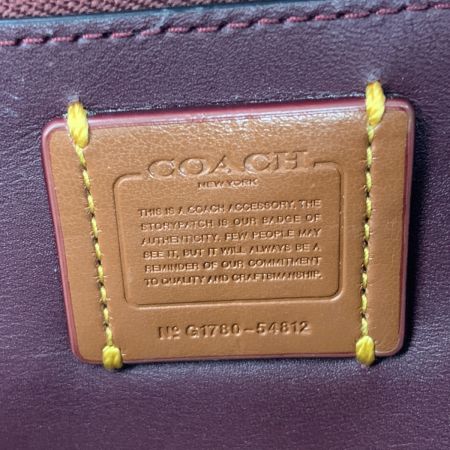 COACH
NEW YORK
THIS IS A COACH ACCESSORY. THE
STORYPATCH IS OUR BADGE OF
AUTHENTICITY. FEW PEOPLE MAY
SEE IT, BUT IT WILL ALWAYS BE A
REMINDER OF OUR COMMITMENT
TO QUALITY AND CRAFTSMANSHIP.
Nº G1780-54812